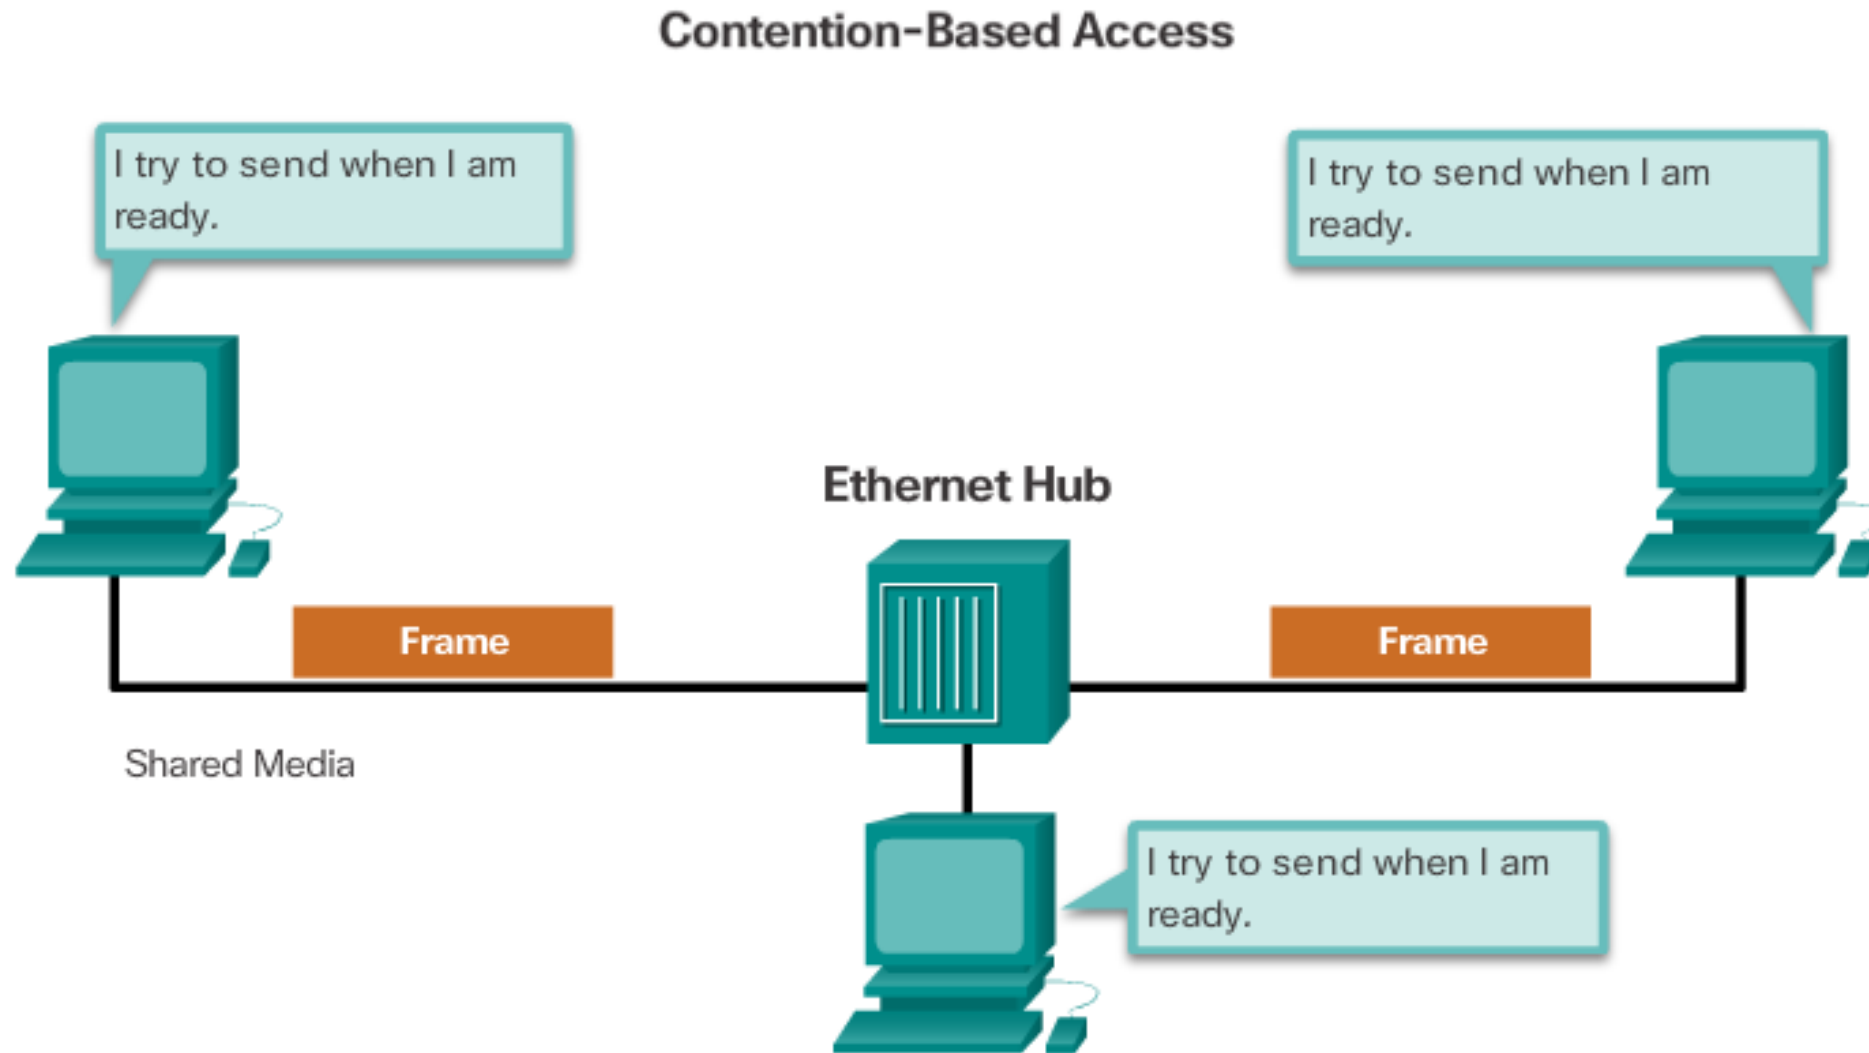 Contention-Based Access
I try to send when I am
ready.
I try to send when I am
ready.
Ethernet Hub
Frame
Frame
Shared Media
I try to send when I am
ready.